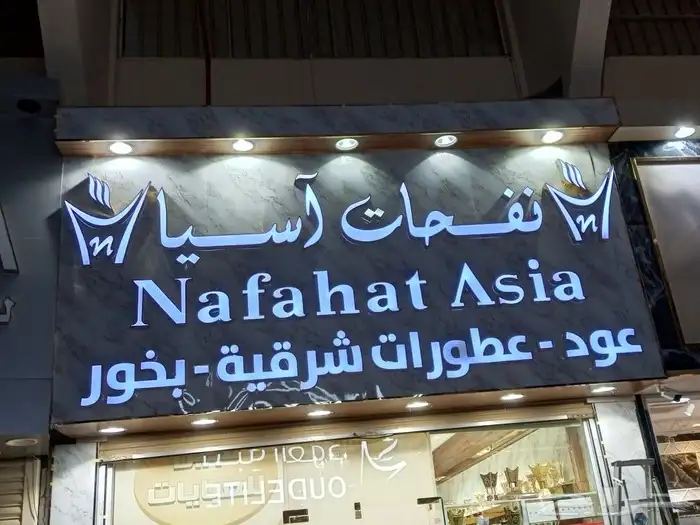 نفحات آسيا
Nafahat Asia
عود - عطورات شرقية - بخور